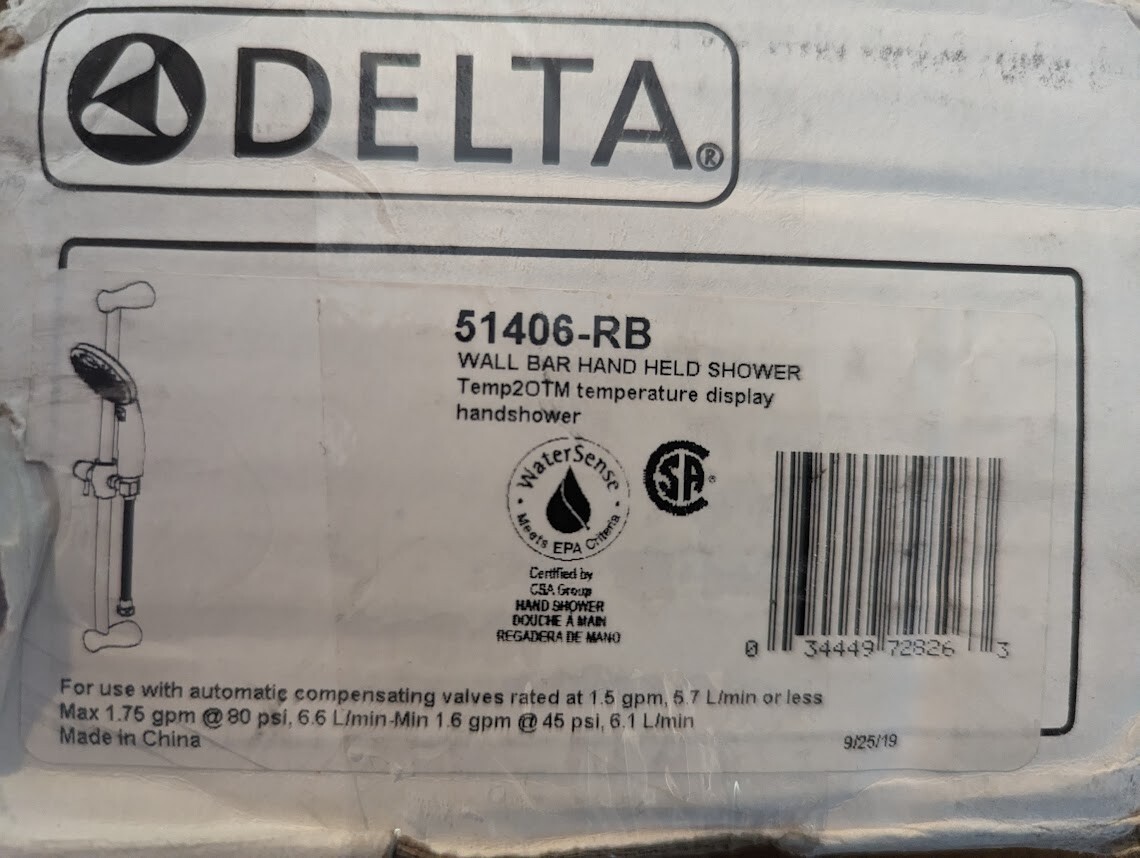 DELTA®
51406-RB
WALL BAR HAND HELD SHOWER
Temp2OTM temperature display
handshower
WaterSense
Meets EPA Criteria
CSA®
Certified by
CSA Group
HAND SHOWER
DOUCHE À MAIN
REGADERA DE MANO
0 34449 72826 3
For use with automatic compensating valves rated at 1.5 gpm, 5.7 L/min or less
Max 1.75 gpm @ 80 psi, 6.6 L/min-Min 1.6 gpm @ 45 psi, 6.1 L/min
Made in China
9/25/19